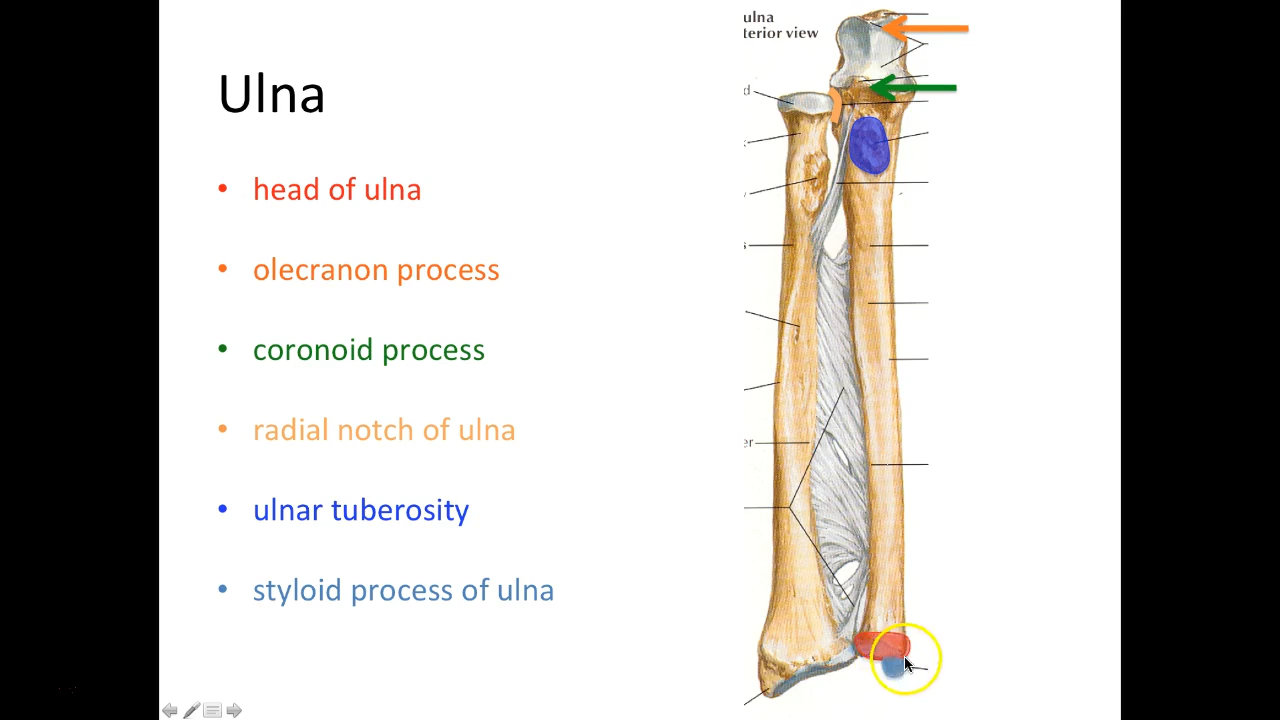 Ulna
• head of ulna
• olecranon process
• coronoid process
• radial notch of ulna
• ulnar tuberosity
• styloid process of ulna
ulna
terior view
d
s
er